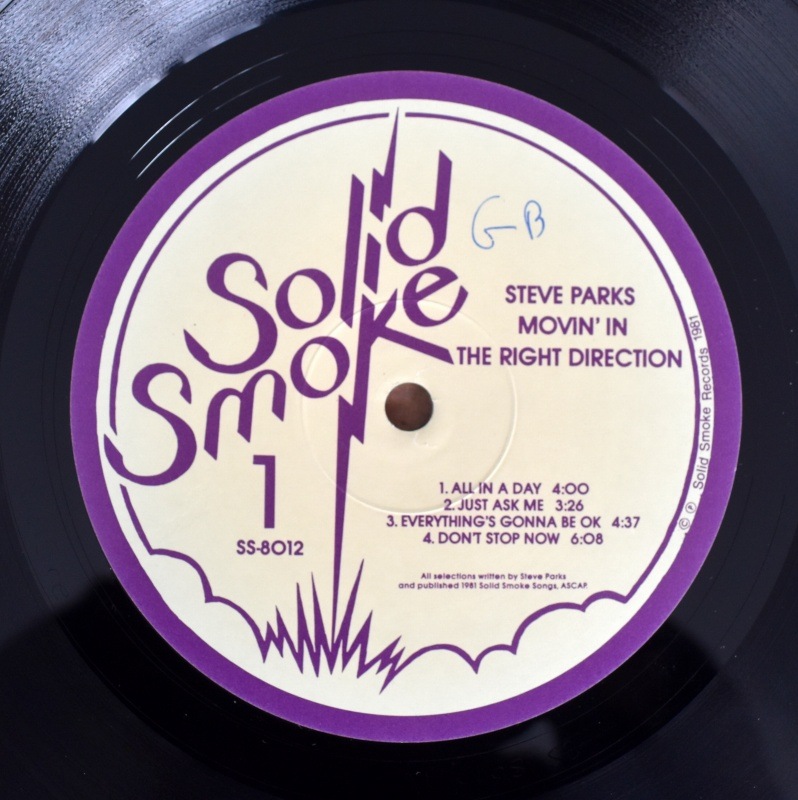 Solid
Smoke
G-B
STEVE PARKS
MOVIN' IN
THE RIGHT DIRECTION
1
SS-8012
1. ALL IN A DAY 4:00
2. JUST ASK ME 3:26
3. EVERYTHING'S GONNA BE OK 4:37
4. DON'T STOP NOW 6:08
All selections written by Steve Parks
and published 1981 Solid Smoke Songs, ASCAP.
© ℗ Solid Smoke Records 1981